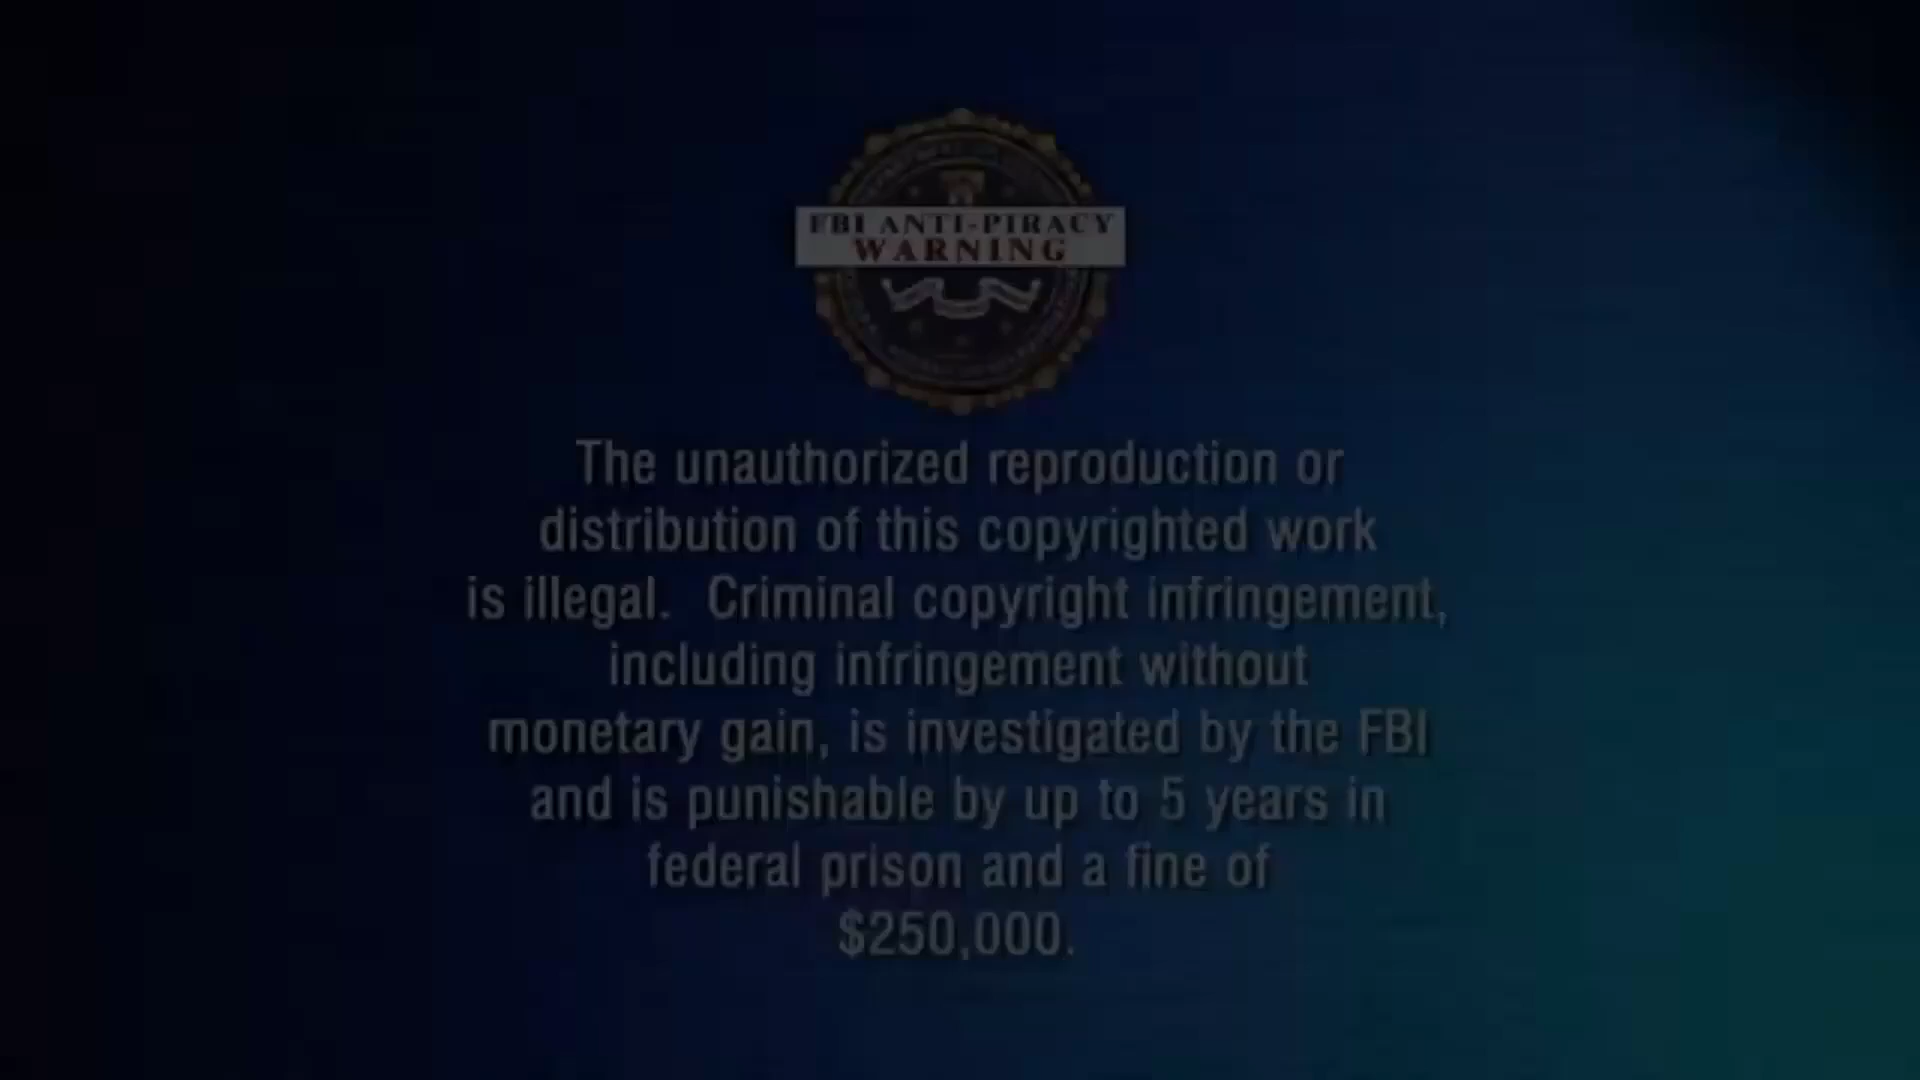 FBI ANTI-PIRACY
WARNING
The unauthorized reproduction or
distribution of this copyrighted work
is illegal.  Criminal copyright infringement,
including infringement without
monetary gain, is investigated by the FBI
and is punishable by up to 5 years in
federal prison and a fine of
$250,000.